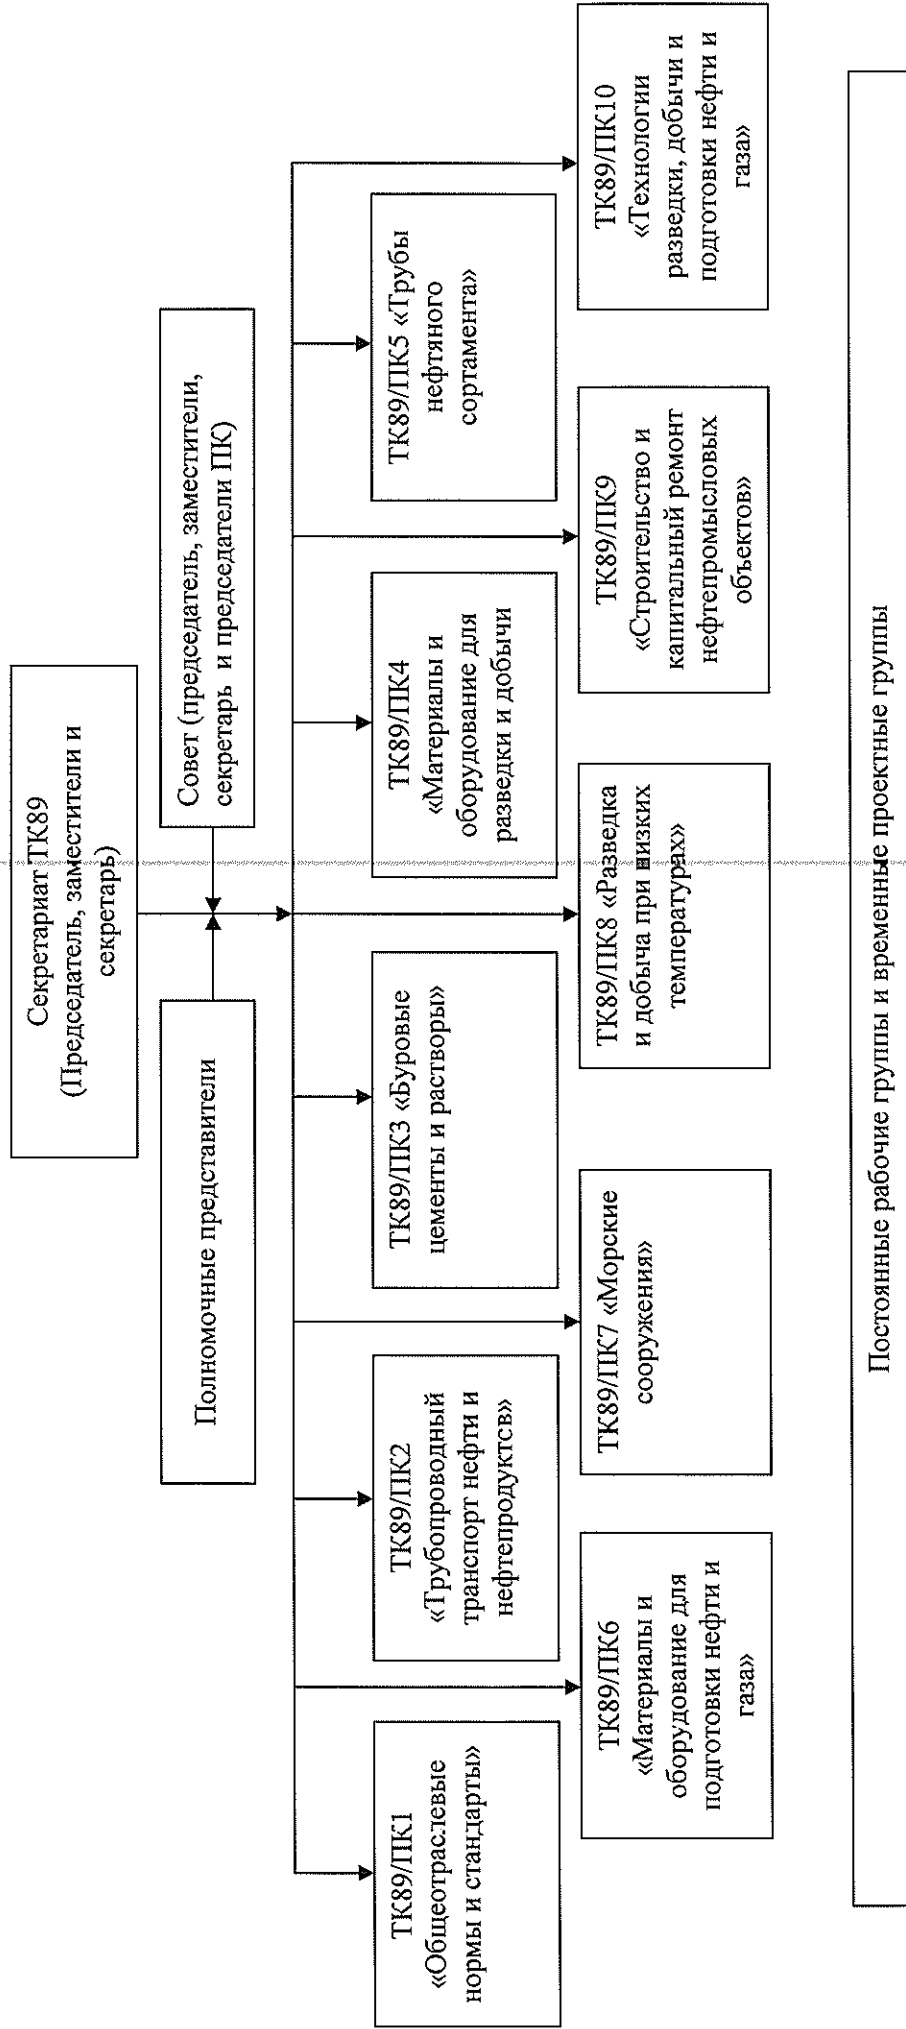 Секретариат ТК89
(Председатель, заместители и
секретарь)
Полномочные представители
Совет (председатель, заместители,
секретарь и председатели ПК)
ТК89/ПК1
«Общеотраслевые
нормы и стандарты»
ТК89/ПК2
«Трубопроводный
транспорт нефти и
нефтепродуктсв»
ТК89/ПК3 «Буровые
цементы и растворы»
ТК89/ПК4
«Материалы и
оборудование для
разведки и добычи
ТК89/ПК5 «Трубы
нефтяного
сортамента»
ТК89/ПК6
«Материалы и
оборудование для
подготовки нефти и
газа»
ТК89/ПК7 «Морские
сооружения»
ТК89/ПК8 «Разведка
и добыча при низких
температурах»
ТК89/ПК9
«Строительство и
капитальный ремонт
нефтепромысловых
объектов»
ТК89/ПК10
«Технологии
разведки, добычи и
подготовки нефти и
газа»
Постоянные рабочие группы и временные проектные группы